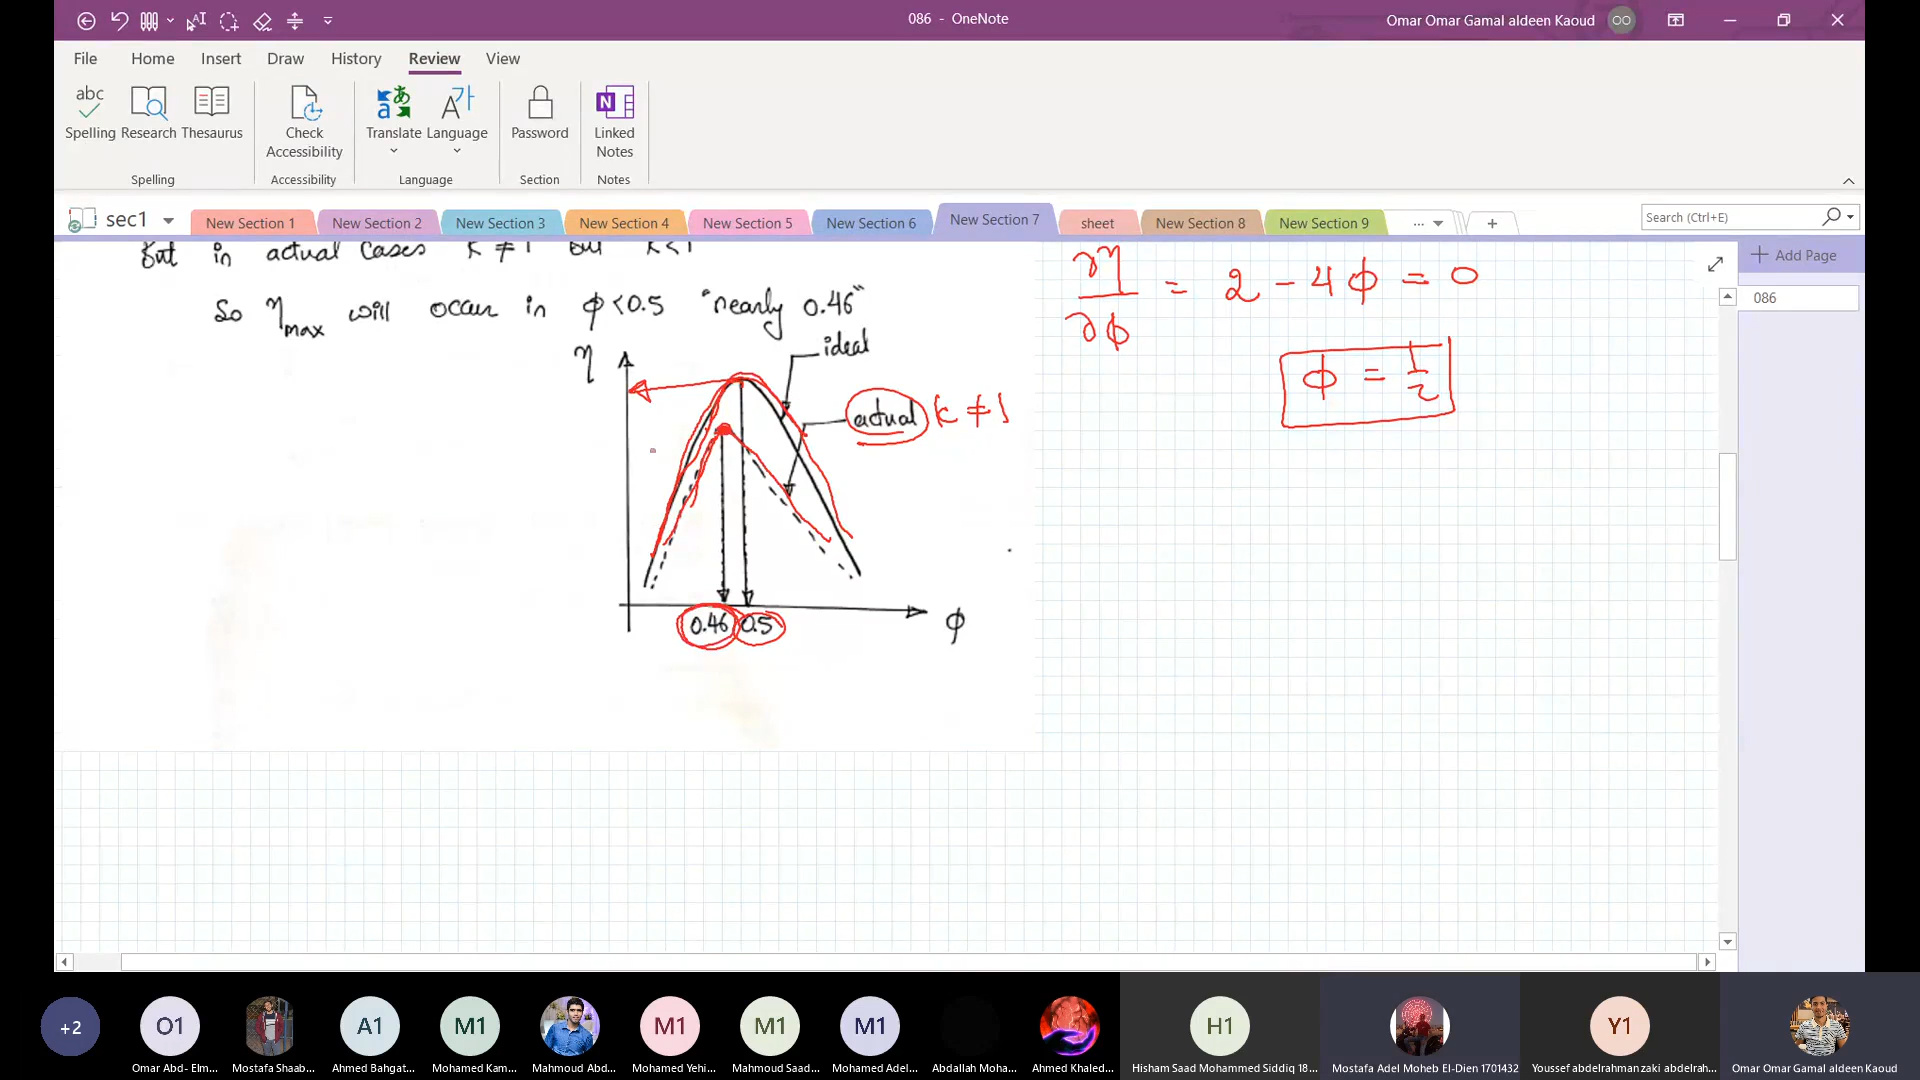 086 - OneNote
Omar Omar Gamal aldeen Kaoud
OO
File Home Insert Draw History Review View
abc
Spelling Research Thesaurus
Check Accessibility
Translate Language
Password
Linked Notes
Spelling Accessibility Language Section Notes
sec1
New Section 1 New Section 2 New Section 3 New Section 4 New Section 5 New Section 6 New Section 7 sheet New Section 8 New Section 9 ... +
Search (Ctrl+E)
Add Page
086
But in actual cases k ≠ 1 but k < 1
So ηmax will occur in φ < 0.5 "nearly 0.46"
η
ideal
actual k ≠ 1
0.46 0.5
φ
∂η/∂φ = 2 - 4φ = 0
φ = 1/2
+2
O1 A1 M1 M1 M1 M1 H1 Y1
Omar Abd- Elm... Mostafa Shaab... Ahmed Bahgat... Mohamed Kam... Mahmoud Abd... Mohamed Yehi... Mahmoud Saad... Mohamed Adel... Abdallah Moha... Ahmed Khaled... Hisham Saad Mohammed Siddiq 18... Mostafa Adel Moheb El-Dien 1701432 Youssef abdelrahman zaki abdelrah... Omar Omar Gamal aldeen Kaoud